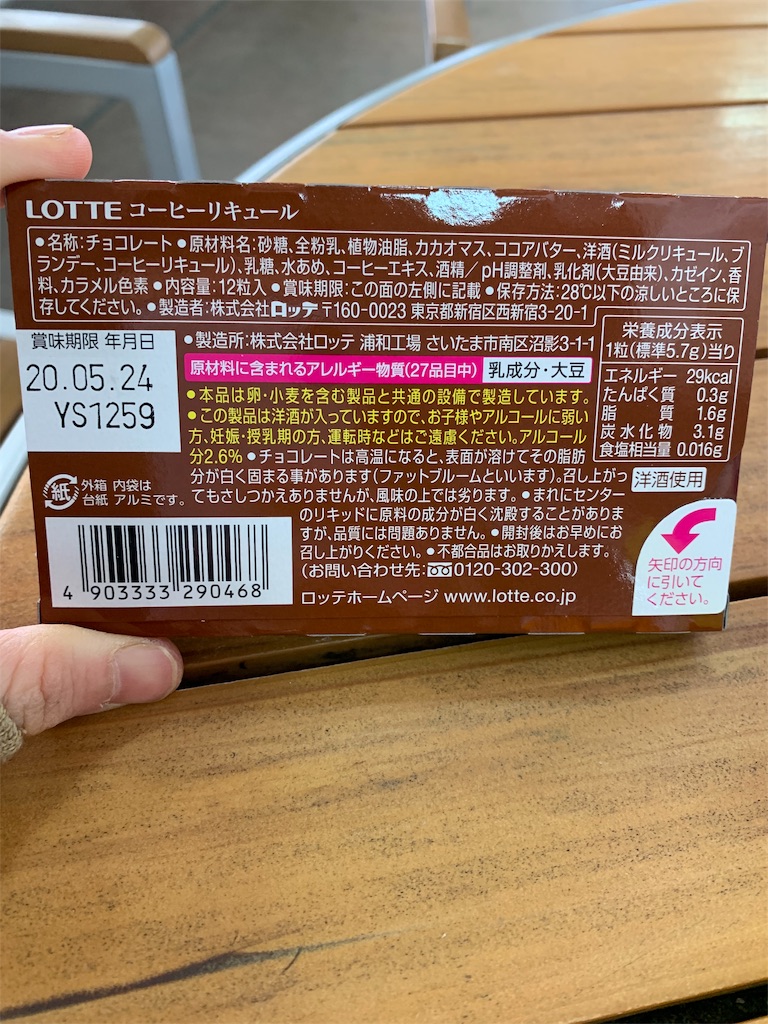 LOTTE コーヒーリキュール
●名称:チョコレート●原材料名:砂糖、全粉乳、植物油脂、カカオマス、ココアバター、洋酒(ミルクリキュール、ブ
ランデー、コーヒーリキュール)、乳糖、水あめ、コーヒーエキス、酒精/pH調整剤、乳化剤(大豆由来)、カゼイン、香
料、カラメル色素●内容量:12粒入●賞味期限:この面の左側に記載●保存方法:28℃以下の涼しいところに保
存してください。●製造者:株式会社ロッテ〒160-0023 東京都新宿区西新宿3-20-1
賞味期限 年月日
20.05.24
YS1259
●製造所:株式会社ロッテ 浦和工場 さいたま市南区沼影3-1-1
原材料に含まれるアレルギー物質(27品目中) 乳成分・大豆
●本品は卵・小麦を含む製品と共通の設備で製造しています。
●この製品は洋酒が入っていますので、お子様やアルコールに弱い
方、妊娠・授乳期の方、運転時などはご遠慮ください。アルコール
分2.6%●チョコレートは高温になると、表面が溶けてその脂肪
分が白く固まる事があります(ファットブルームといいます)。召し上がっ
てもさしつかえありませんが、風味の上では劣ります。●まれにセンター
のリキッドに原料の成分が白く沈殿することがありま
すが、品質には問題ありません。●開封後はお早めにお
召し上がりください。●不都合品はお取りかえします。
(お問い合わせ先:0120-302-300)
ロッテホームページ www.lotte.co.jp
栄養成分表示
1粒(標準5.7g)当り
エネルギー 29kcal
たんぱく質 0.3g
脂質 1.6g
炭水化物 3.1g
食塩相当量 0.016g
洋酒使用
紙
外箱 内袋は
台紙 アルミです。
4 903333 290468
矢印の方向
に引いて
ください。